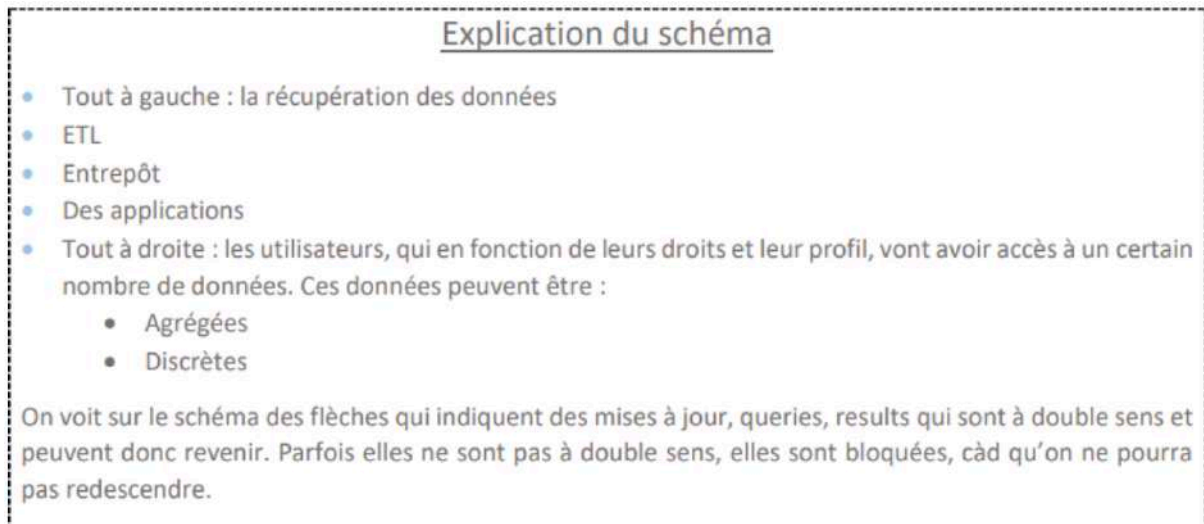 Explication du schéma
• Tout à gauche : la récupération des données
• ETL
• Entrepôt
• Des applications
• Tout à droite : les utilisateurs, qui en fonction de leurs droits et leur profil, vont avoir accès à un certain
nombre de données. Ces données peuvent être :
• Agrégées
• Discrètes
On voit sur le schéma des flèches qui indiquent des mises à jour, queries, results qui sont à double sens et
peuvent donc revenir. Parfois elles ne sont pas à double sens, elles sont bloquées, càd qu’on ne pourra
pas redescendre.